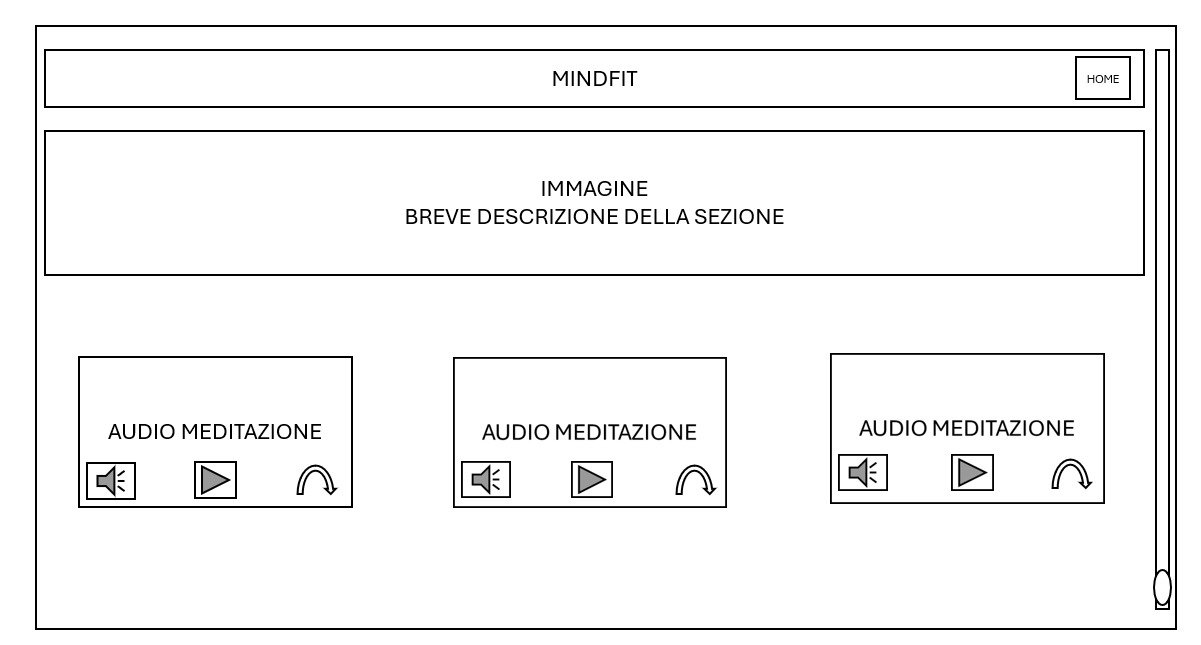 MINDFIT
HOME
IMMAGINE
BREVE DESCRIZIONE DELLA SEZIONE
AUDIO MEDITAZIONE
AUDIO MEDITAZIONE
AUDIO MEDITAZIONE